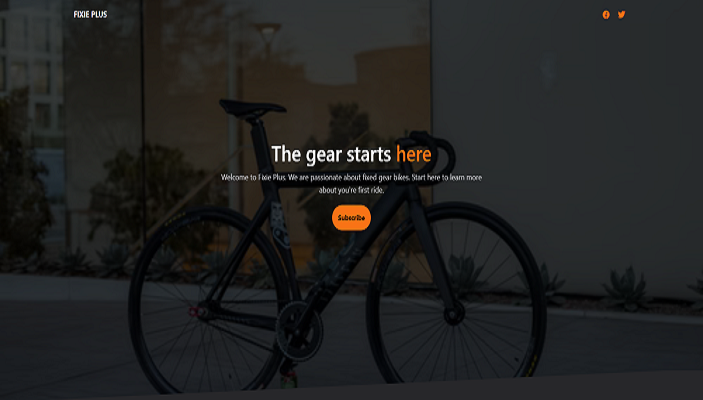 FIXIE PLUS
The gear starts here
Welcome to Fixie Plus. We are passionate about fixed gear bikes. Start here to learn more
about you're first ride.
Subscribe